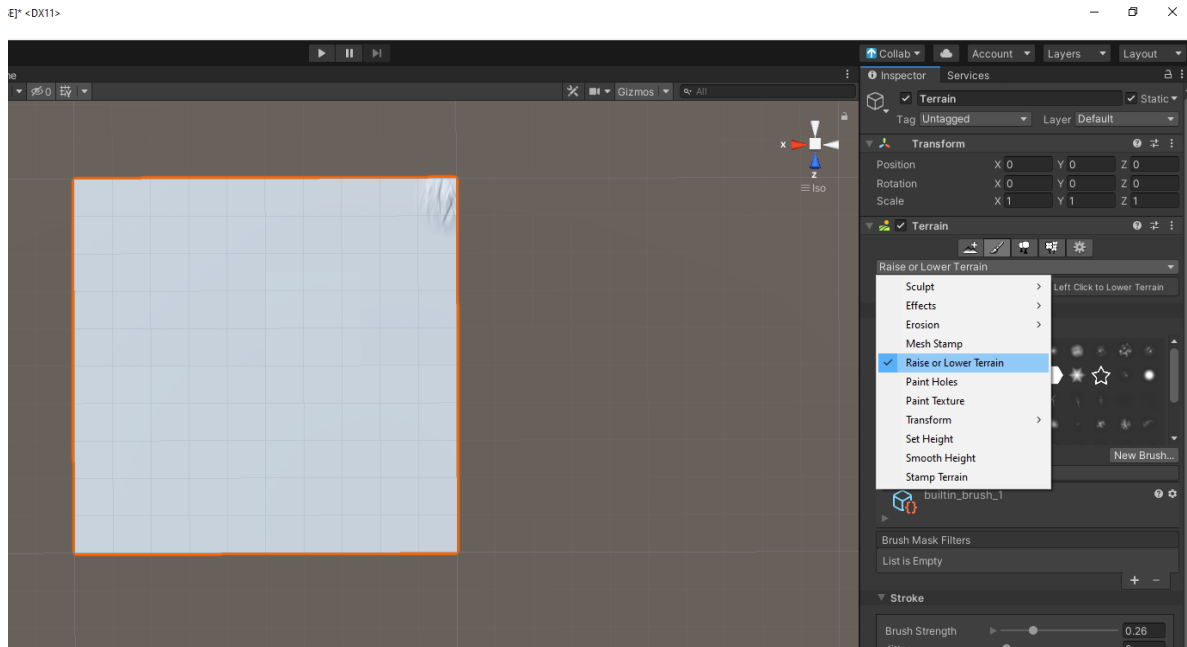 E]* <DX11>
Collab
Account
Layers
Layout
ne
Inspector
Services
0
Gizmos
All
Terrain
Static
Tag Untagged
Layer Default
Transform
Position X 0 Y 0 Z 0
Rotation X 0 Y 0 Z 0
Scale X 1 Y 1 Z 1
x
z
Iso
Terrain
Raise or Lower Terrain
Left Click to Lower Terrain
Sculpt
Effects
Erosion
Mesh Stamp
Raise or Lower Terrain
Paint Holes
Paint Texture
Transform
Set Height
Smooth Height
Stamp Terrain
New Brush...
builtin_brush_1
Brush Mask Filters
List is Empty
Stroke
Brush Strength 0.26